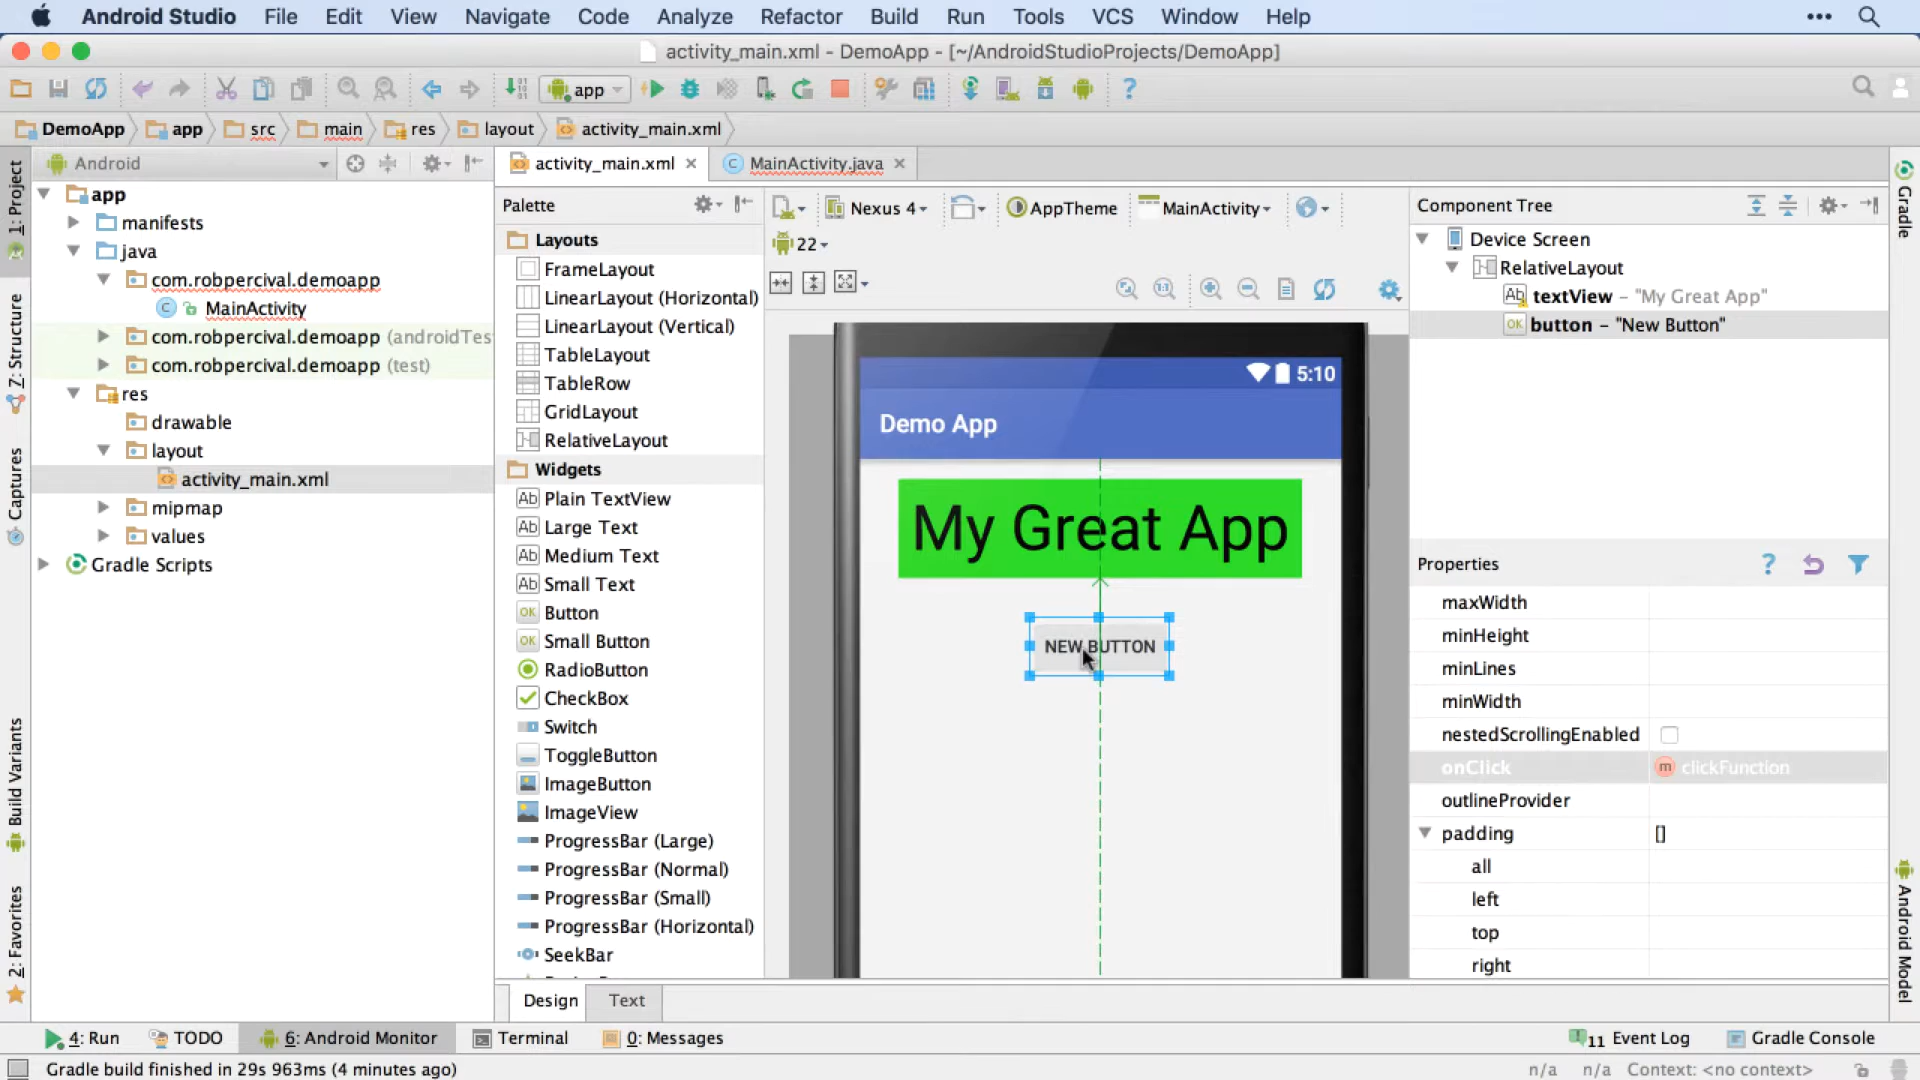 Android Studio File Edit View Navigate Code Analyze Refactor Build Run Tools VCS Window Help
activity_main.xml - DemoApp - [~/AndroidStudioProjects/DemoApp]
app
DemoApp app src main res layout activity_main.xml
Android
activity_main.xml MainActivity.java
1: Project
7: Structure
Captures
Build Variants
2: Favorites
app
manifests
java
com.robpercival.demoapp
MainActivity
com.robpercival.demoapp (androidTes
com.robpercival.demoapp (test)
res
drawable
layout
activity_main.xml
mipmap
values
Gradle Scripts
Palette
Layouts
FrameLayout
LinearLayout (Horizontal)
LinearLayout (Vertical)
TableLayout
TableRow
GridLayout
RelativeLayout
Widgets
Ab Plain TextView
Ab Large Text
Ab Medium Text
Ab Small Text
OK Button
OK Small Button
RadioButton
CheckBox
Switch
ToggleButton
ImageButton
ImageView
ProgressBar (Large)
ProgressBar (Normal)
ProgressBar (Small)
ProgressBar (Horizontal)
SeekBar
Nexus 4 AppTheme MainActivity
22
5:10
Demo App
My Great App
NEW BUTTON
Component Tree
Device Screen
RelativeLayout
Ab textView - "My Great App"
OK button - "New Button"
Properties
maxWidth
minHeight
minLines
minWidth
nestedScrollingEnabled
onClick m clickFunction
outlineProvider
padding []
all
left
top
right
Gradle
Android Model
Design Text
4: Run TODO 6: Android Monitor Terminal 0: Messages 11 Event Log Gradle Console
Gradle build finished in 29s 963ms (4 minutes ago) n/a n/a Context: <no context>